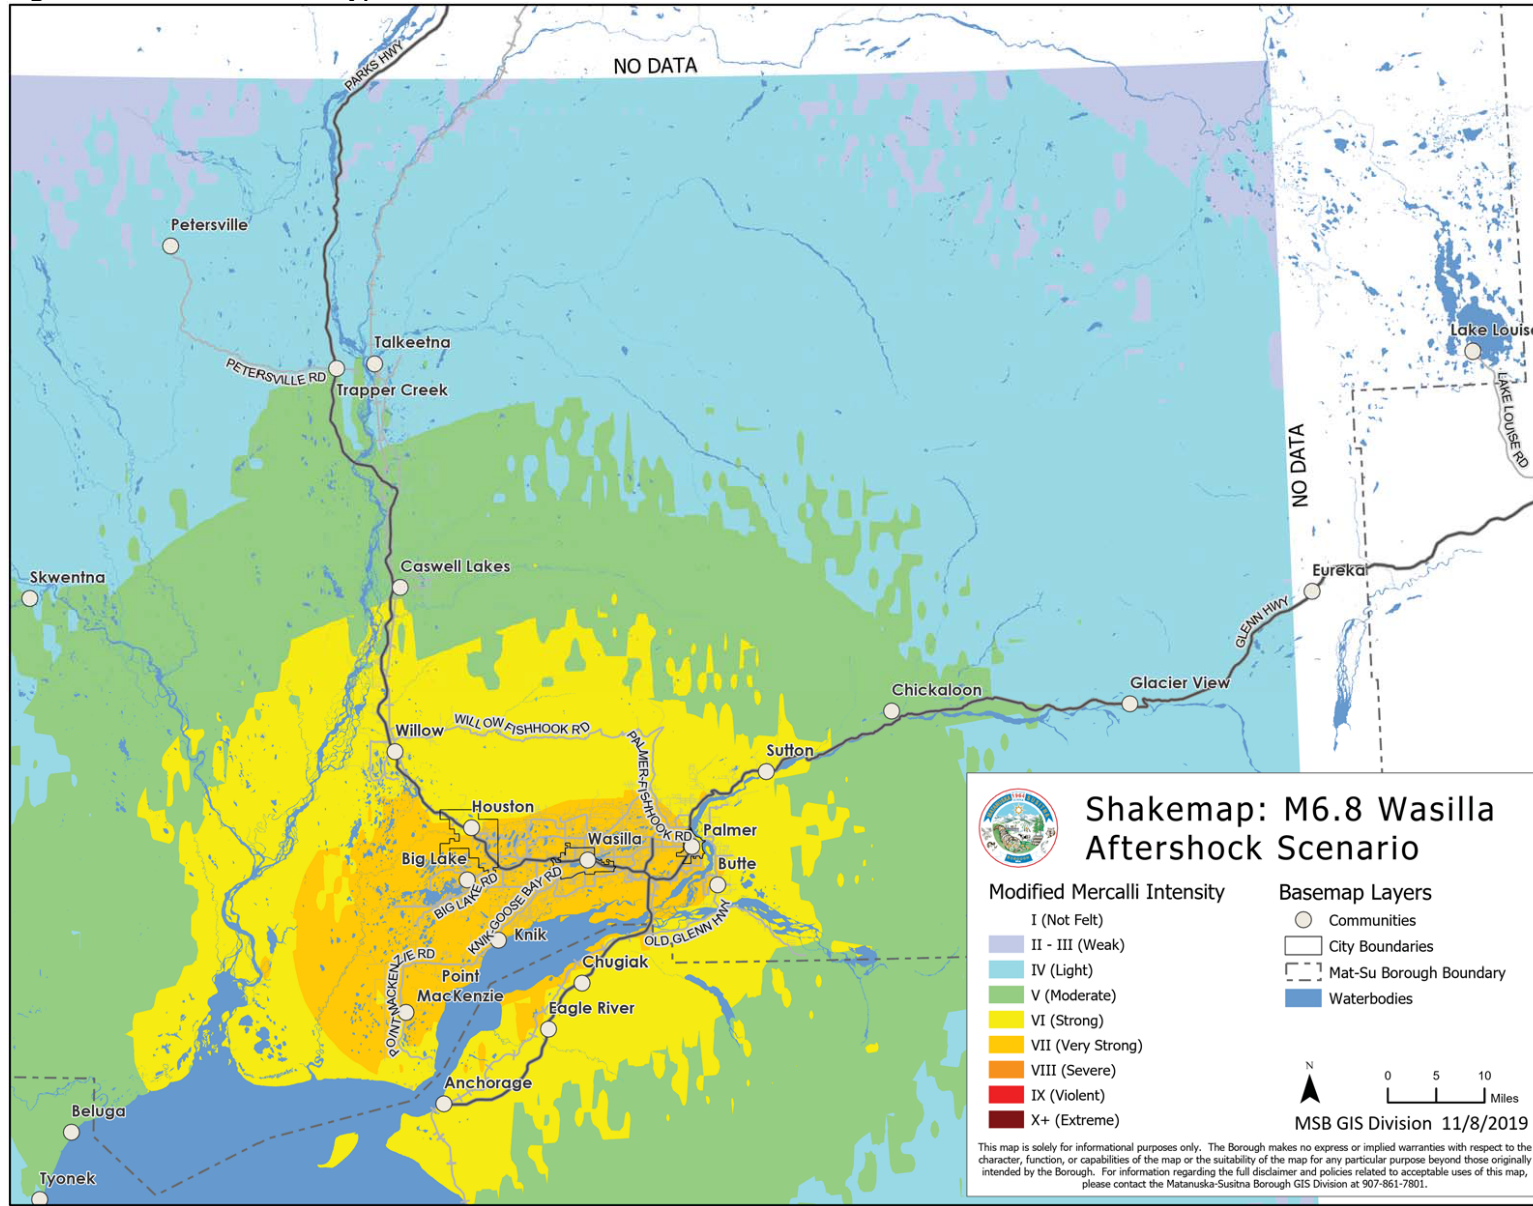 NO DATA
PARKS HWY
Petersville
Talkeetna
PETERSVILLE RD
Trapper Creek
Lake Louise
LAKE LOUISE RD
NO DATA
Caswell Lakes
Skwentna
Eureka
GLENN HWY
Chickaloon
Glacier View
Willow
WILLOW FISHHOOK RD
PALMER-FISHHOOK RD
Sutton
Houston
Wasilla
Palmer
Big Lake
BIG LAKE RD
KNIK-GOOSE BAY RD
Butte
OLD GLENN HWY
Knik
POINT MACKENZIE RD
Point
MacKenzie
Chugiak
Eagle River
Anchorage
Beluga
Tyonek
Shakemap: M6.8 Wasilla
Aftershock Scenario
Modified Mercalli Intensity
I (Not Felt)
II - III (Weak)
IV (Light)
V (Moderate)
VI (Strong)
VII (Very Strong)
VIII (Severe)
IX (Violent)
X+ (Extreme)
Basemap Layers
Communities
City Boundaries
Mat-Su Borough Boundary
Waterbodies
N
0 5 10
Miles
MSB GIS Division 11/8/2019
This map is solely for informational purposes only. The Borough makes no express or implied warranties with respect to the
character, function, or capabilities of the map or the suitability of the map for any particular purpose beyond those originally
intended by the Borough. For information regarding the full disclaimer and policies related to acceptable uses of this map,
please contact the Matanuska-Susitna Borough GIS Division at 907-861-7801.